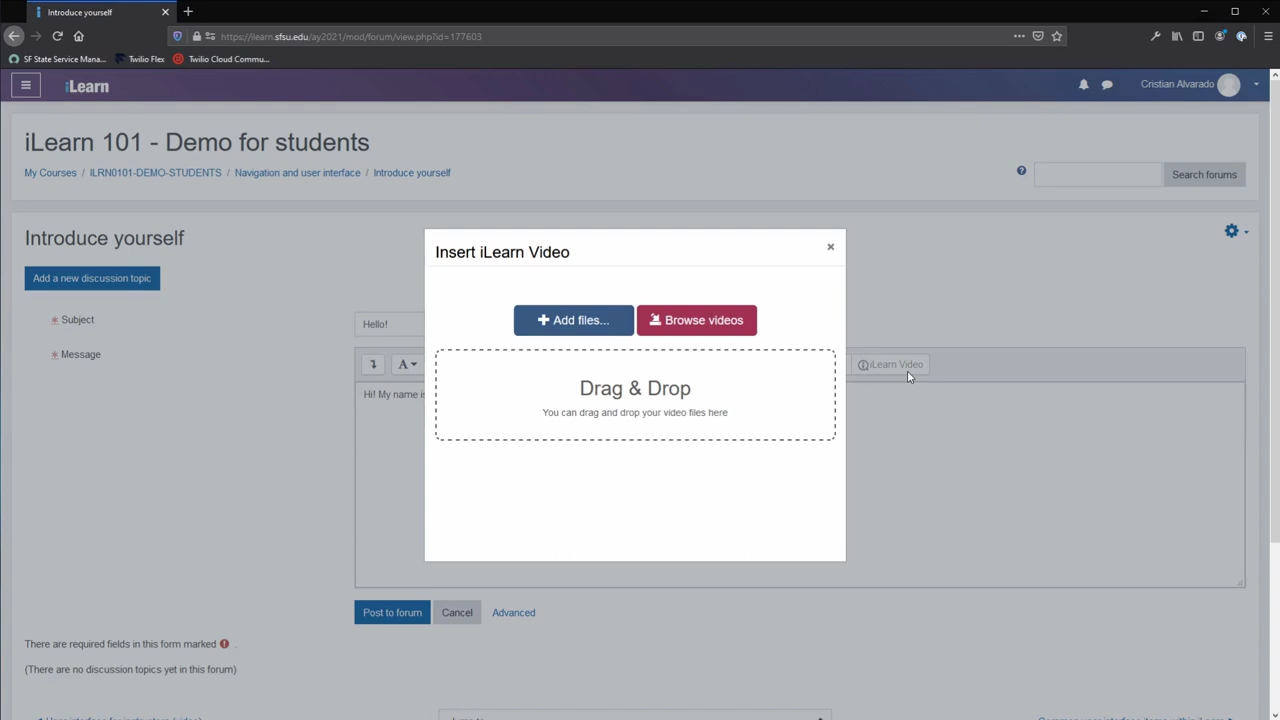 Introduce yourself
https://ilearn.sfsu.edu/ay2021/mod/forum/view.php?id=177603
SF State Service Mana...
Twilio Flex
Twilio Cloud Commu...
iLearn
Cristian Alvarado
iLearn 101 - Demo for students
My Courses / iLRN0101-DEMO-STUDENTS / Navigation and user interface / Introduce yourself
Search forums
Introduce yourself
Add a new discussion topic
Subject
Hello!
Message
A
iLearn Video
Hi! My name is
Insert iLearn Video
Add files...
Browse videos
Drag & Drop
You can drag and drop your video files here
Post to forum
Cancel
Advanced
There are required fields in this form marked
(There are no discussion topics yet in this forum)